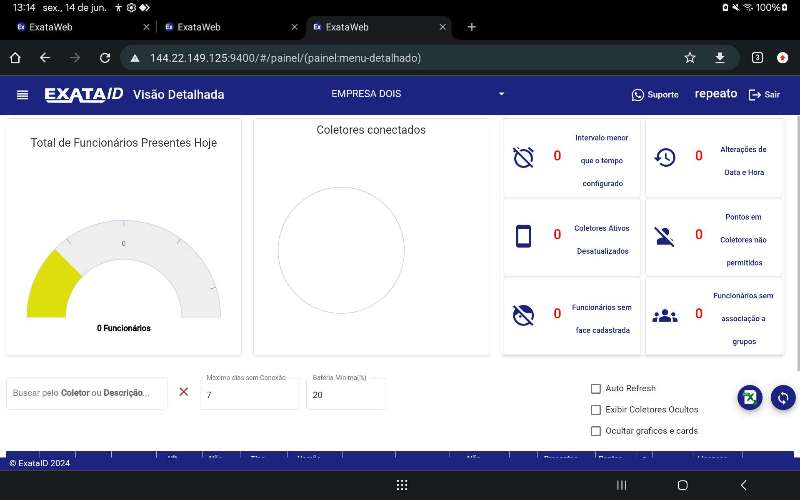 13:14 sex., 14 de jun. 100%
ExataWeb ExataWeb ExataWeb
144.22.149.125:9400/#/painel/(painel:menu-detalhado) 3
EXATAID Visão Detalhada EMPRESA DOIS Suporte repeato Sair
Total de Funcionários Presentes Hoje
0
0 Funcionários
Coletores conectados
0 Intervalo menor
que o tempo
configurado
0 Alterações de
Data e Hora
0 Coletores Ativos
Desatualizados
0 Pontos em
Coletores não
permitidos
0 Funcionários sem
face cadastrada
0 Funcionários sem
associação a
grupos
Buscar pelo Coletor ou Descrição...
Máximo dias sem Conexão
7
Bateria Mínima(%)
20
Auto Refresh
Exibir Coletores Ocultos
Ocultar graficos e cards
© ExataID 2024